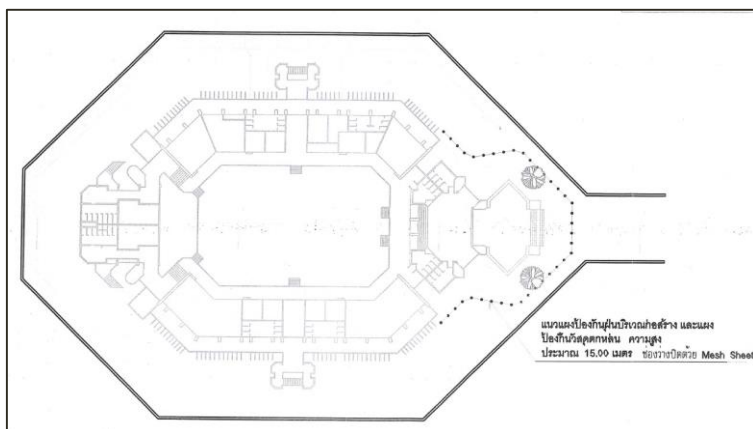 แนวแผงป้องกันฝุ่นบริเวณก่อสร้าง และแผง
ป้องกันวัสดุตกหล่น ความสูง
ประมาณ 15.00 เมตร ช่องว่างปิดด้วย Mesh Sheet